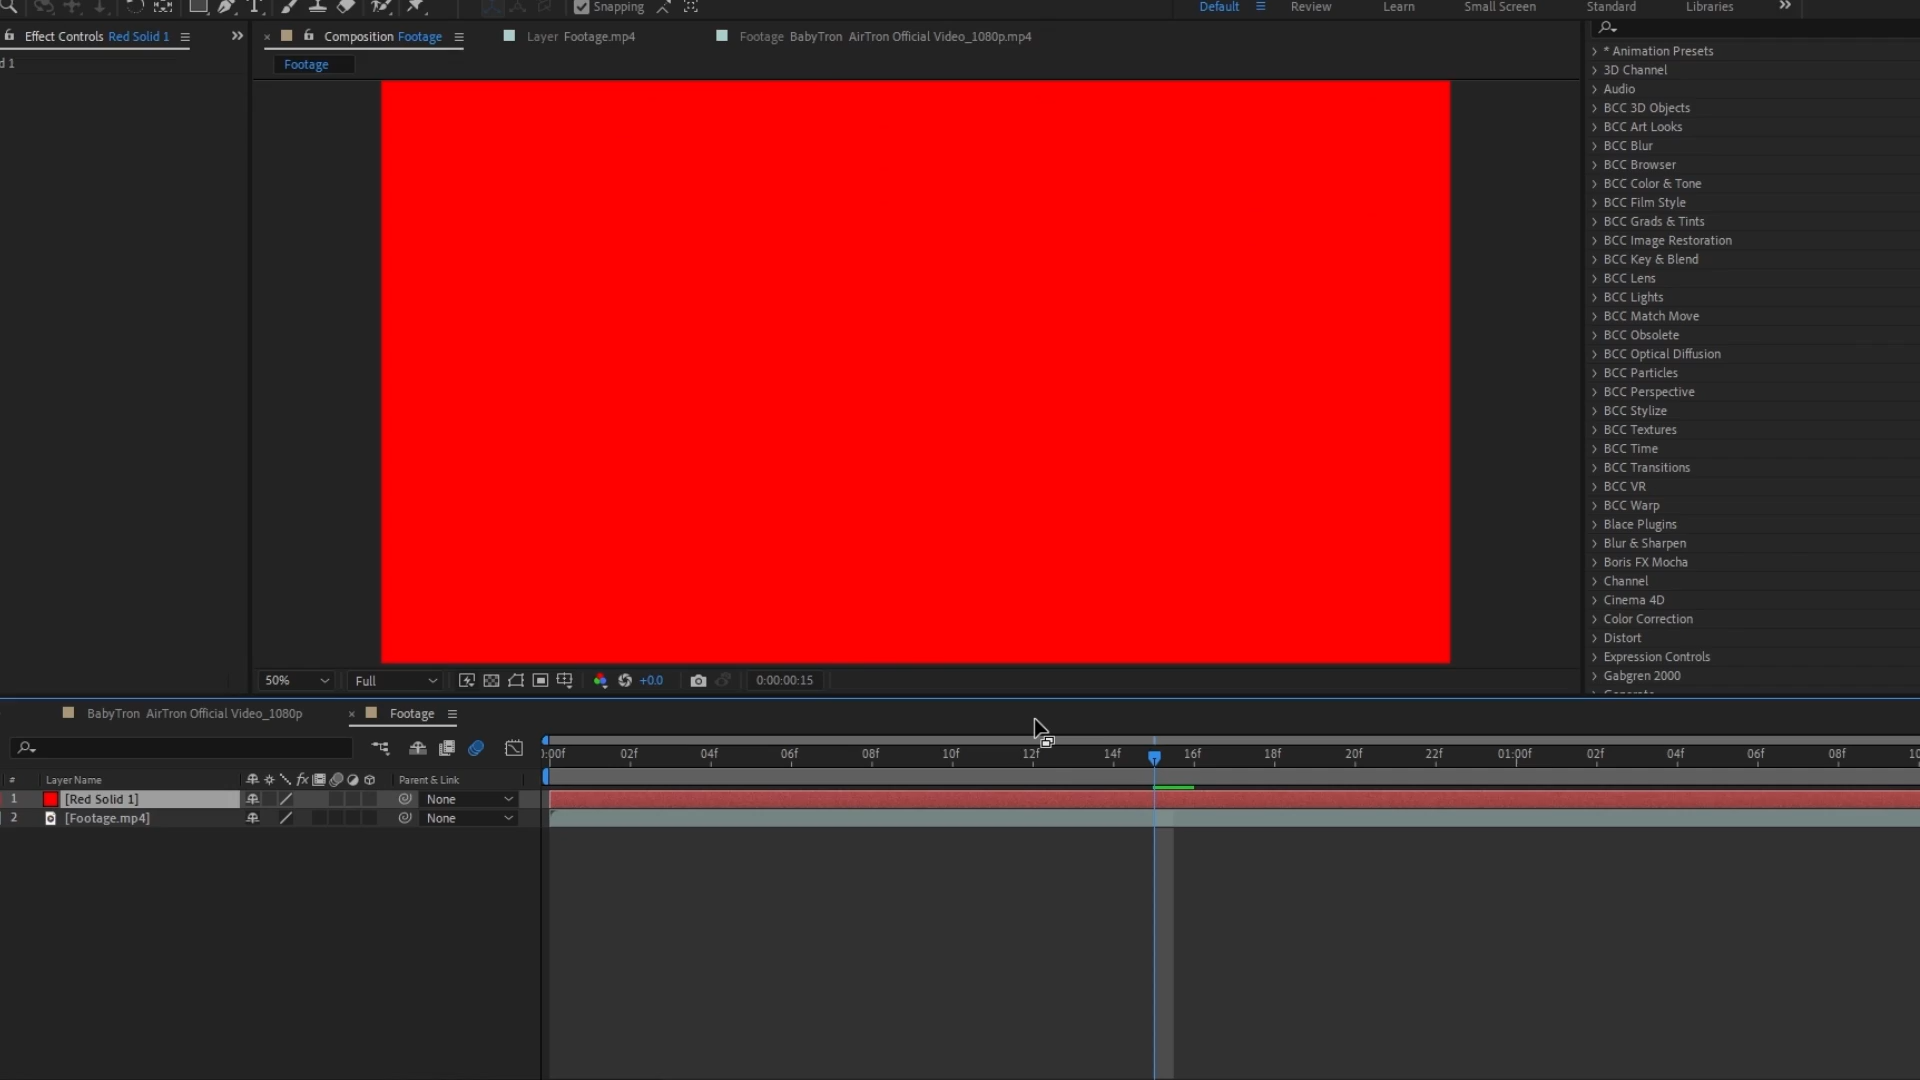 Snapping
Default
Review
Learn
Small Screen
Standard
Libraries
Effect Controls Red Solid 1
Composition Footage
Layer Footage.mp4
Footage BabyTron AirTron Official Video_1080p.mp4
d 1
Footage
* Animation Presets
3D Channel
Audio
BCC 3D Objects
BCC Art Looks
BCC Blur
BCC Browser
BCC Color & Tone
BCC Film Style
BCC Grads & Tints
BCC Image Restoration
BCC Key & Blend
BCC Lens
BCC Lights
BCC Match Move
BCC Obsolete
BCC Optical Diffusion
BCC Particles
BCC Perspective
BCC Stylize
BCC Textures
BCC Time
BCC Transitions
BCC VR
BCC Warp
Blace Plugins
Blur & Sharpen
Boris FX Mocha
Channel
Cinema 4D
Color Correction
Distort
Expression Controls
Gabgren 2000
50%
Full
+0.0
0:00:00:15
BabyTron AirTron Official Video_1080p
Footage
:00f 02f 04f 06f 08f 10f 12f 14f 16f 18f 20f 22f 01:00f 02f 04f 06f 08f 10
# Layer Name fx Parent & Link
1 [Red Solid 1] None
2 [Footage.mp4] None